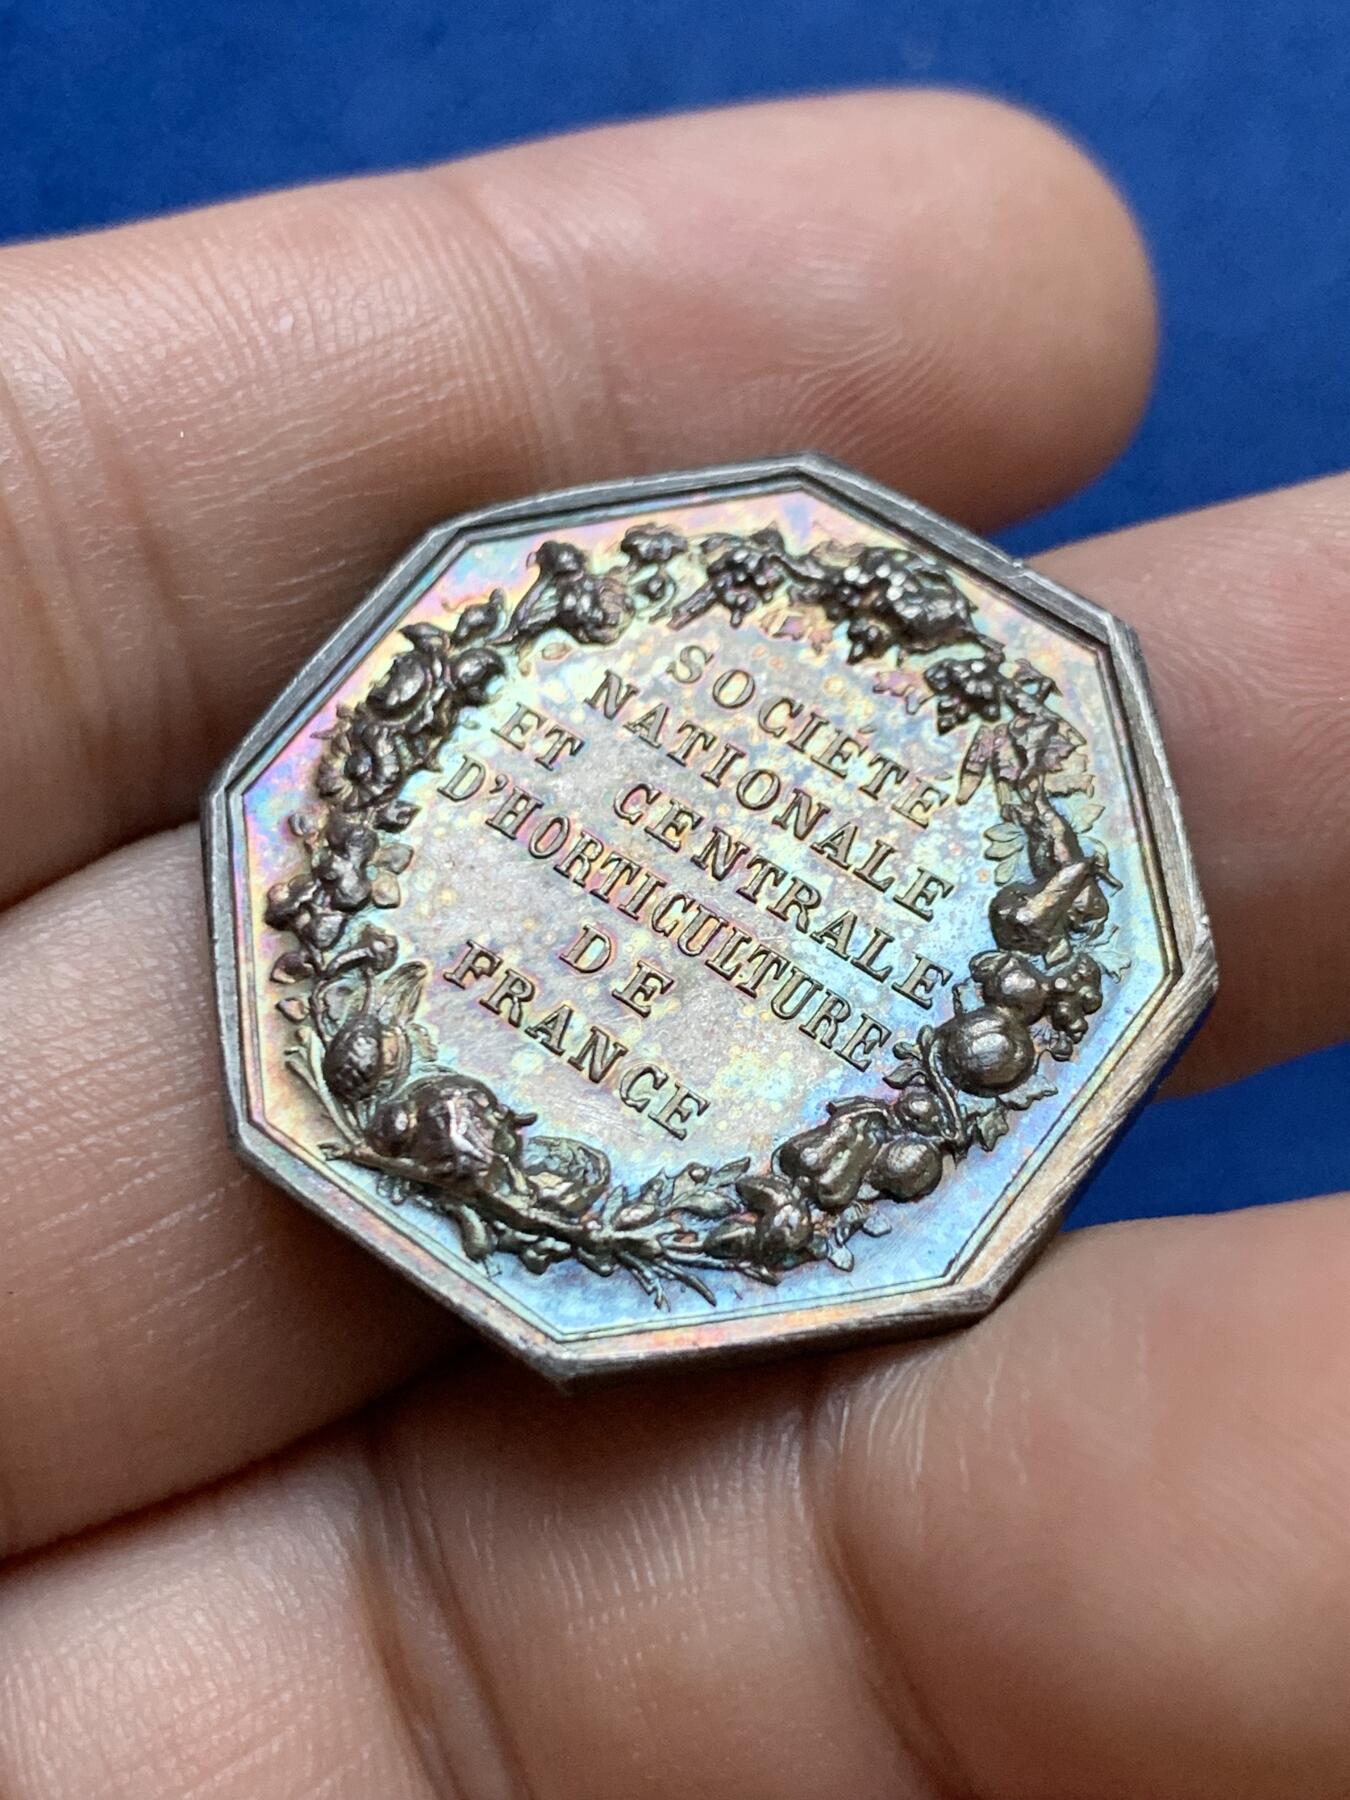 SOCIÉTÉ
NATIONALE
ET CENTRALE
D'HORTICULTURE
DE
FRANCE